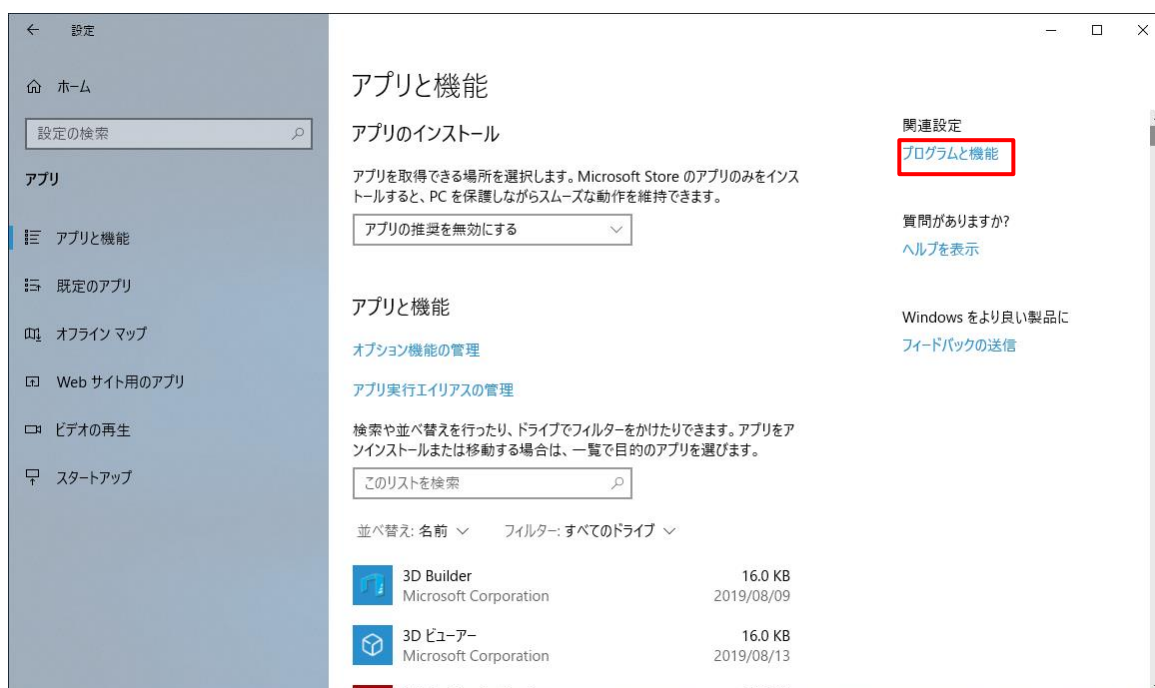 設定
ホーム
設定の検索
アプリ
アプリと機能
既定のアプリ
オフライン マップ
Web サイト用のアプリ
ビデオの再生
スタートアップ
アプリと機能
アプリのインストール
アプリを取得できる場所を選択します。Microsoft Store のアプリのみをインス
トールすると、PC を保護しながらスムーズな動作を維持できます。
アプリの推奨を無効にする
アプリと機能
オプション機能の管理
アプリ実行エイリアスの管理
検索や並べ替えを行ったり、ドライブでフィルターをかけたりできます。アプリをア
ンインストールまたは移動する場合は、一覧で目的のアプリを選びます。
このリストを検索
並べ替え: 名前 フィルター: すべてのドライブ
3D Builder 16.0 KB
Microsoft Corporation 2019/08/09
3D ビューアー 16.0 KB
Microsoft Corporation 2019/08/13
関連設定
プログラムと機能
質問がありますか?
ヘルプを表示
Windows をより良い製品に
フィードバックの送信